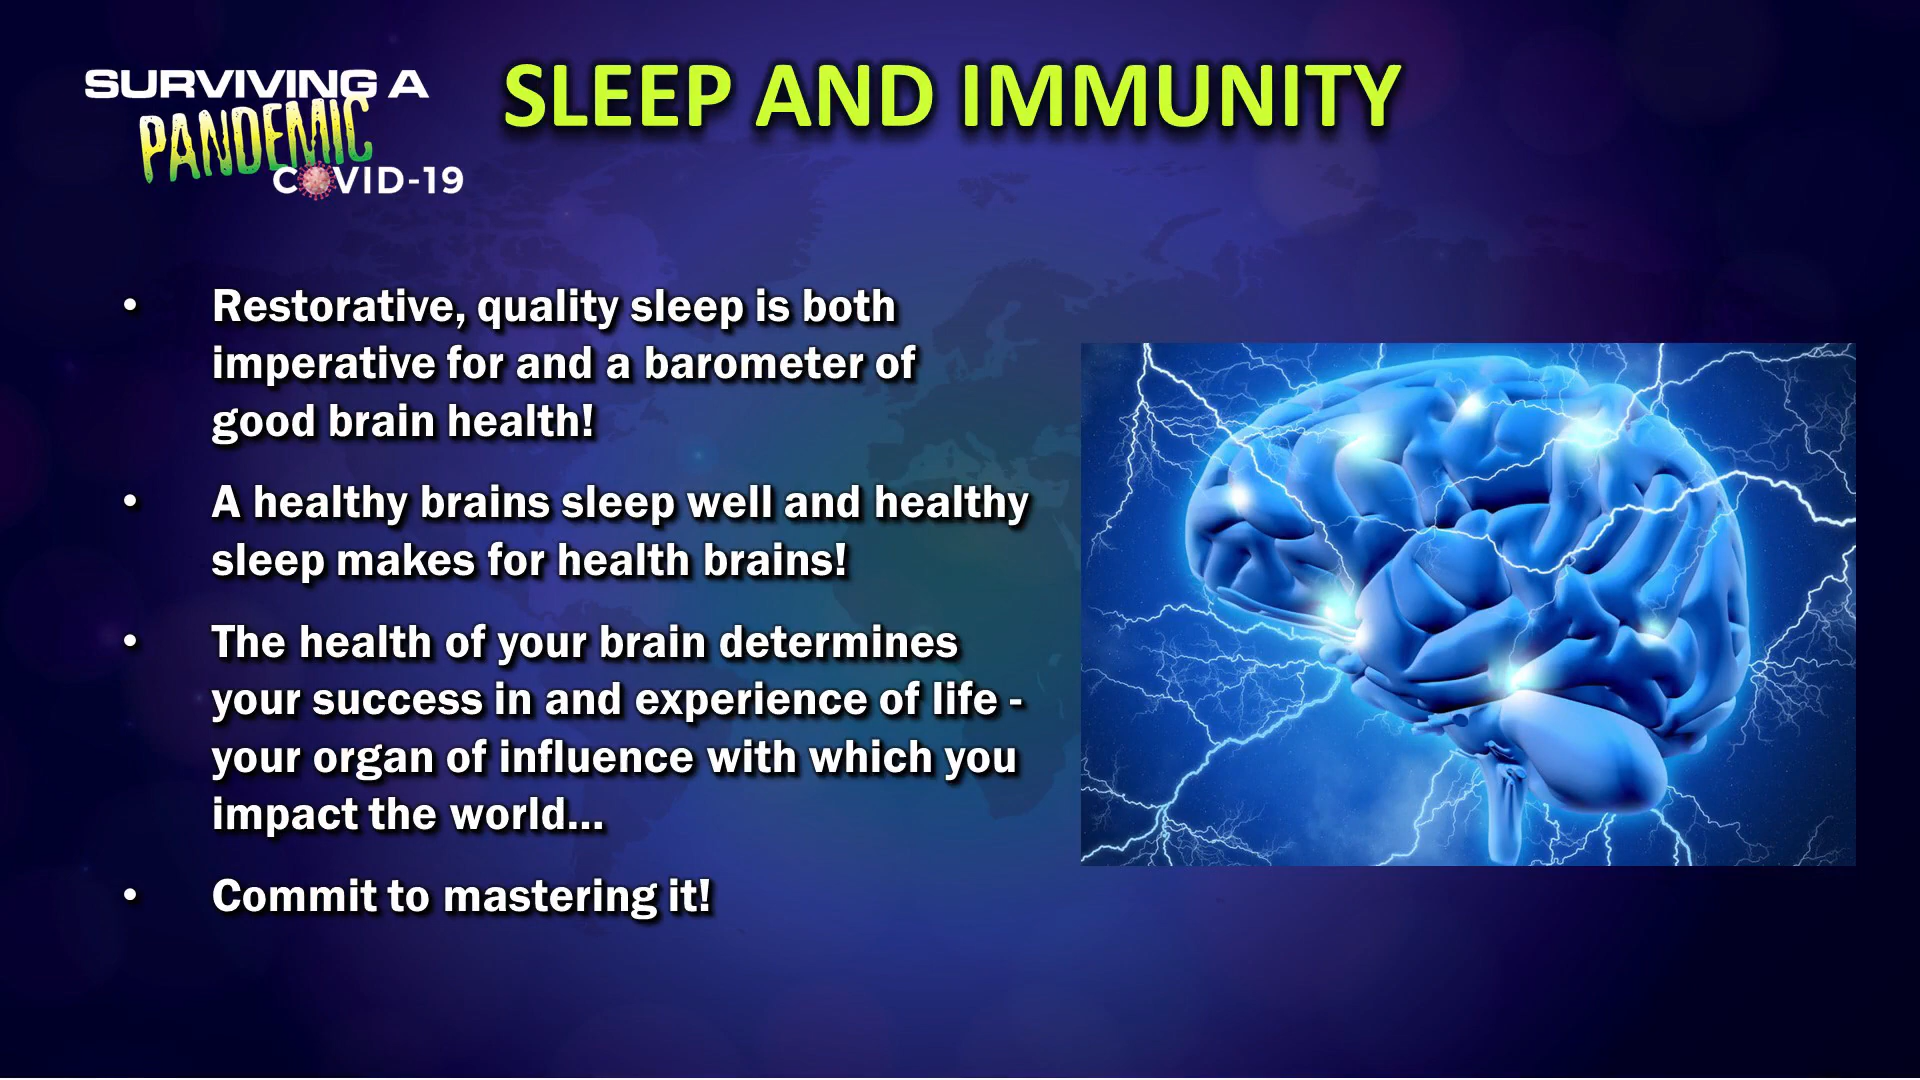 SURVIVING A
PANDEMIC
COVID-19
SLEEP AND IMMUNITY
• Restorative, quality sleep is both
imperative for and a barometer of
good brain health!
• A healthy brains sleep well and healthy
sleep makes for health brains!
• The health of your brain determines
your success in and experience of life -
your organ of influence with which you
impact the world...
• Commit to mastering it!